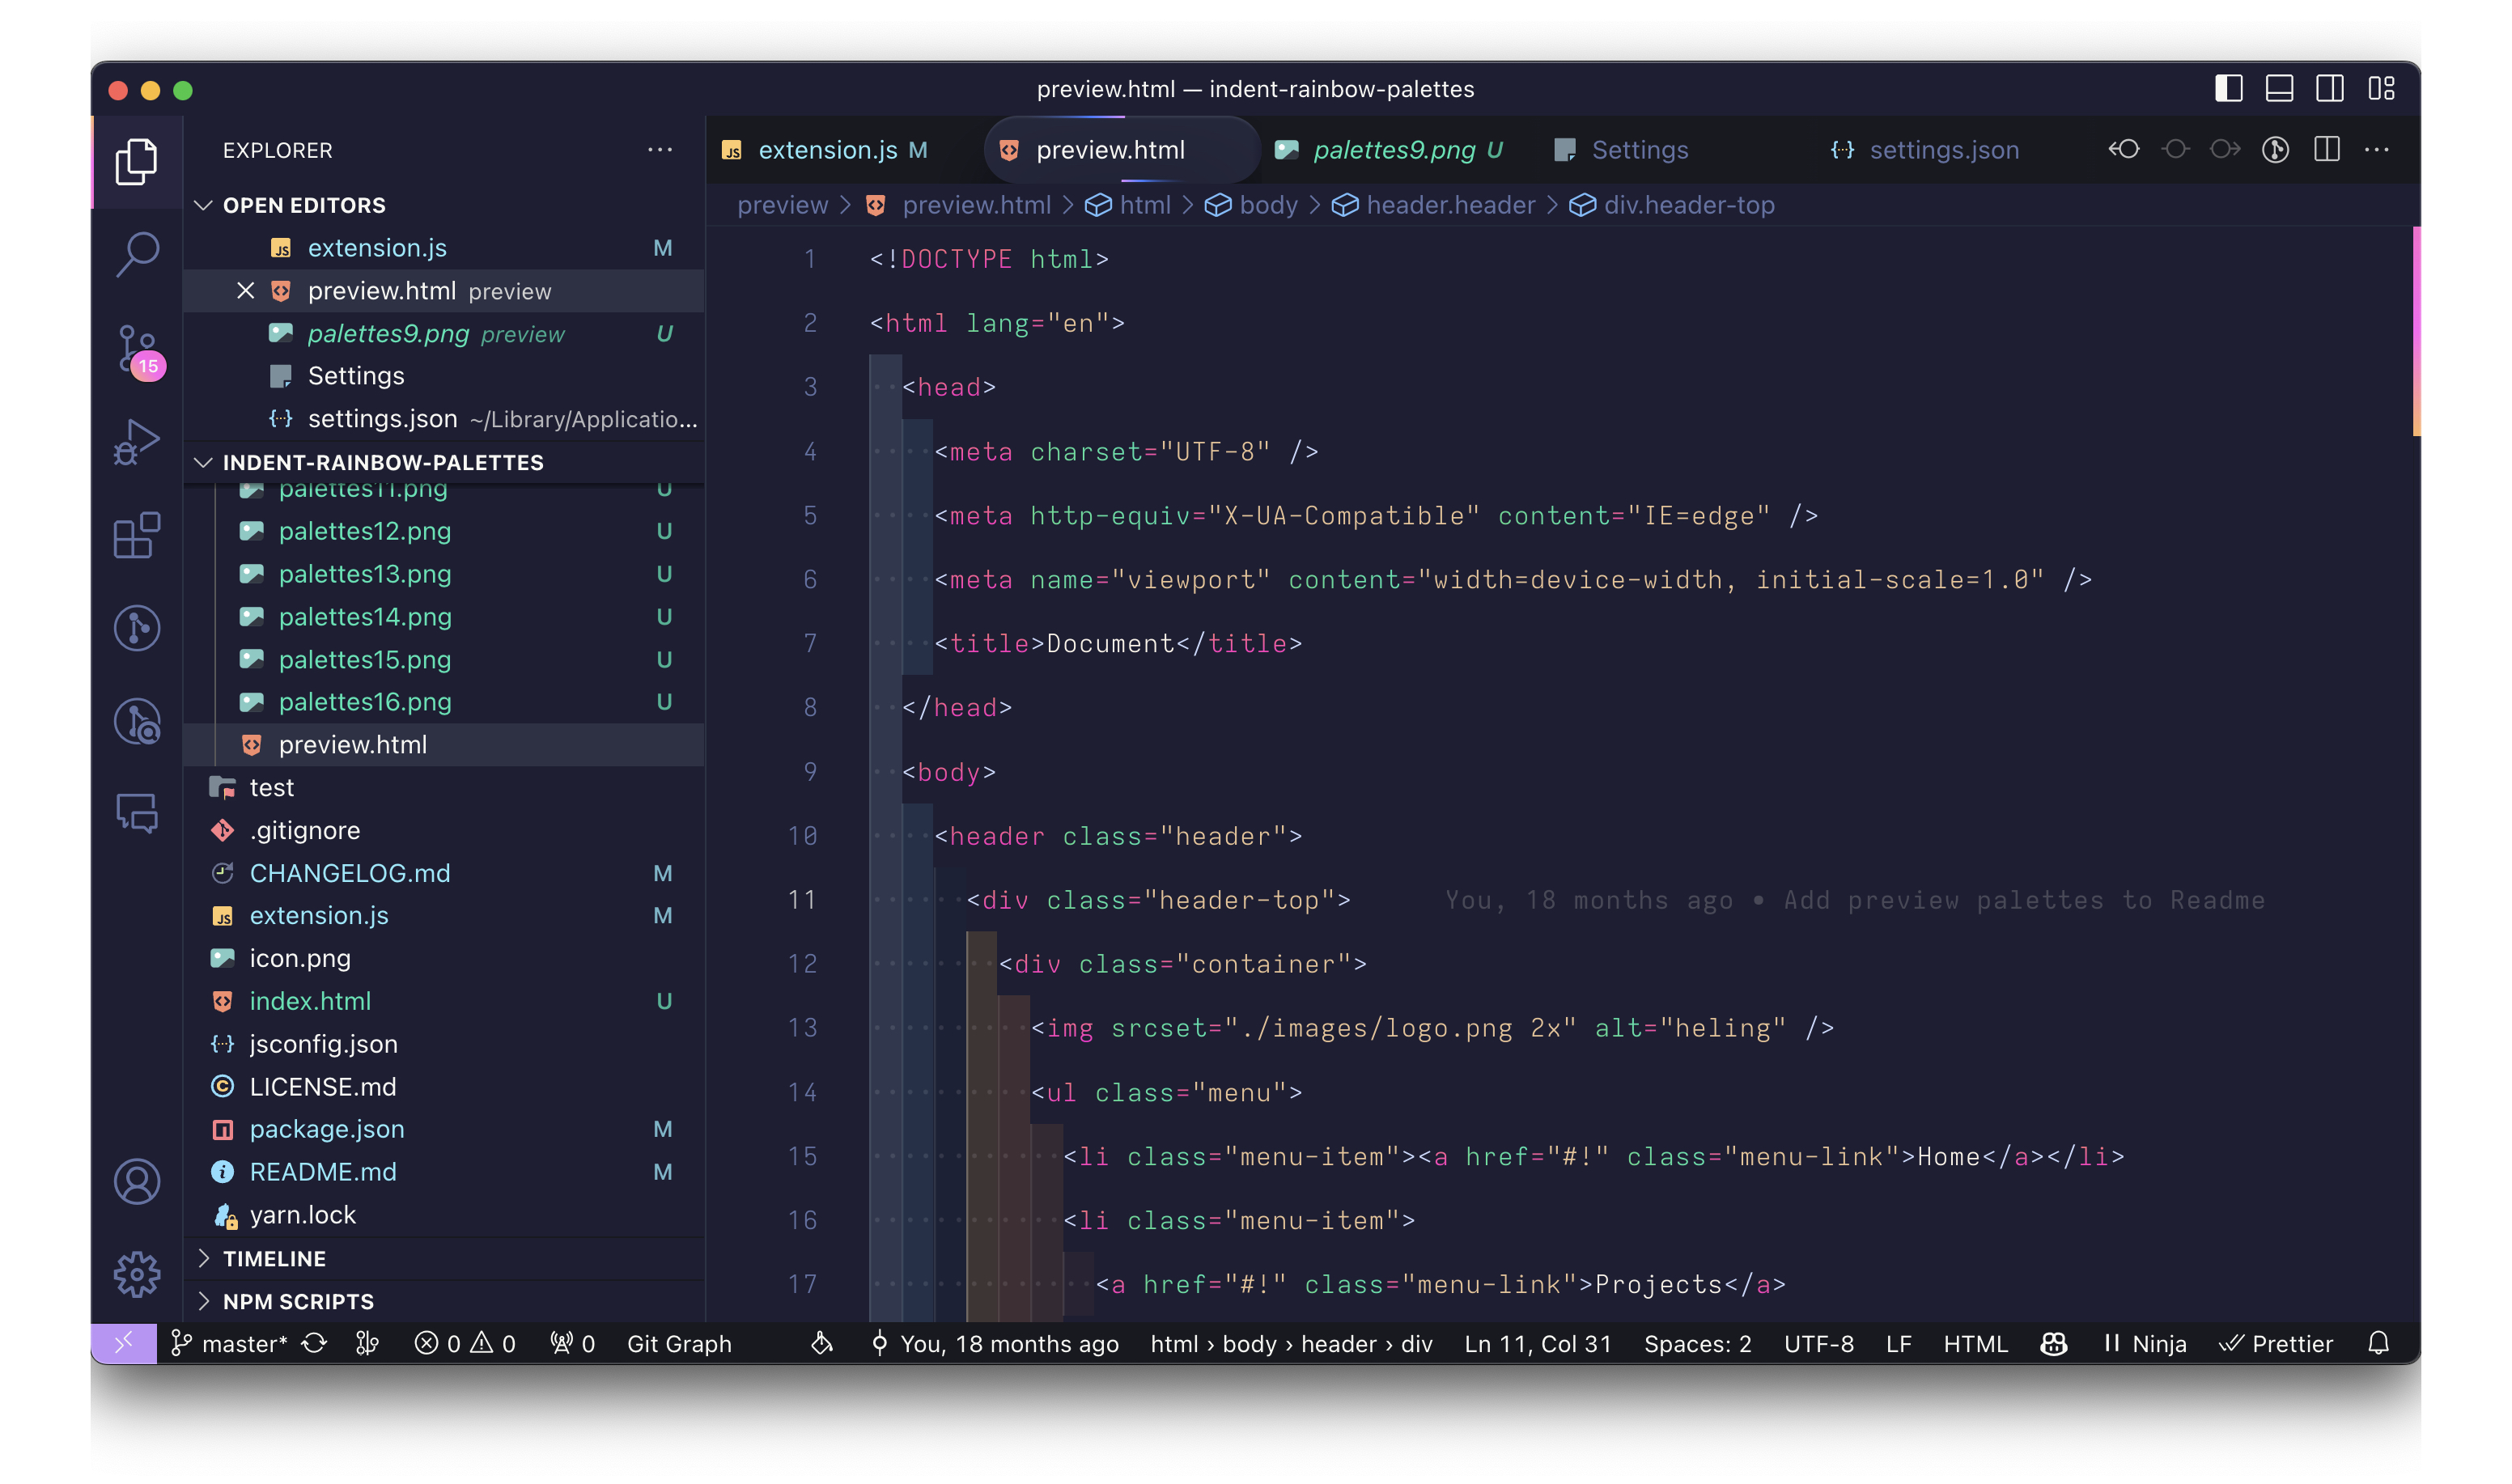 preview.html — indent-rainbow-palettes
EXPLORER
OPEN EDITORS
extension.js M
preview.html preview
palettes9.png preview U
Settings
settings.json ~/Library/Applicatio...
INDENT-RAINBOW-PALETTES
palettes11.png U
palettes12.png U
palettes13.png U
palettes14.png U
palettes15.png U
palettes16.png U
preview.html
test
.gitignore
CHANGELOG.md M
extension.js M
icon.png
index.html U
jsconfig.json
LICENSE.md
package.json M
README.md M
yarn.lock
TIMELINE
NPM SCRIPTS
15
JS extension.js M preview.html palettes9.png U Settings settings.json
preview > preview.html > html > body > header.header > div.header-top
1 <!DOCTYPE html>
2 <html lang="en">
3 <head>
4 <meta charset="UTF-8" />
5 <meta http-equiv="X-UA-Compatible" content="IE=edge" />
6 <meta name="viewport" content="width=device-width, initial-scale=1.0" />
7 <title>Document</title>
8 </head>
9 <body>
10 <header class="header">
11 <div class="header-top"> You, 18 months ago • Add preview palettes to Readme
12 <div class="container">
13 <img srcset="./images/logo.png 2x" alt="heling" />
14 <ul class="menu">
15 <li class="menu-item"><a href="#!" class="menu-link">Home</a></li>
16 <li class="menu-item">
17 <a href="#!" class="menu-link">Projects</a>
master* 0 0 0 Git Graph You, 18 months ago html › body › header › div Ln 11, Col 31 Spaces: 2 UTF-8 LF HTML Ninja Prettier